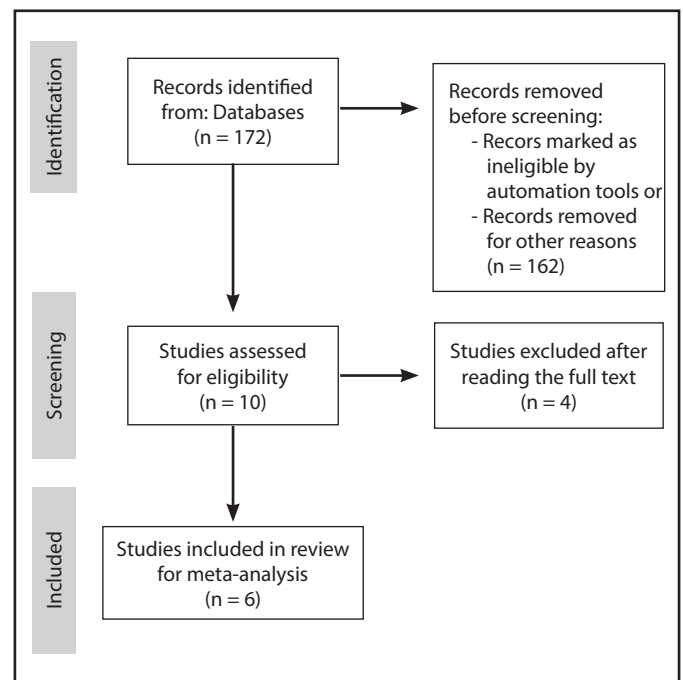 Identification
Records identified
from: Databases
(n = 172)
Records removed
before screening:
- Recors marked as
ineligible by
automation tools or
- Records removed
for other reasons
(n = 162)
Screening
Studies assessed
for eligibility
(n = 10)
Studies excluded after
reading the full text
(n = 4)
Included
Studies included in review
for meta-analysis
(n = 6)